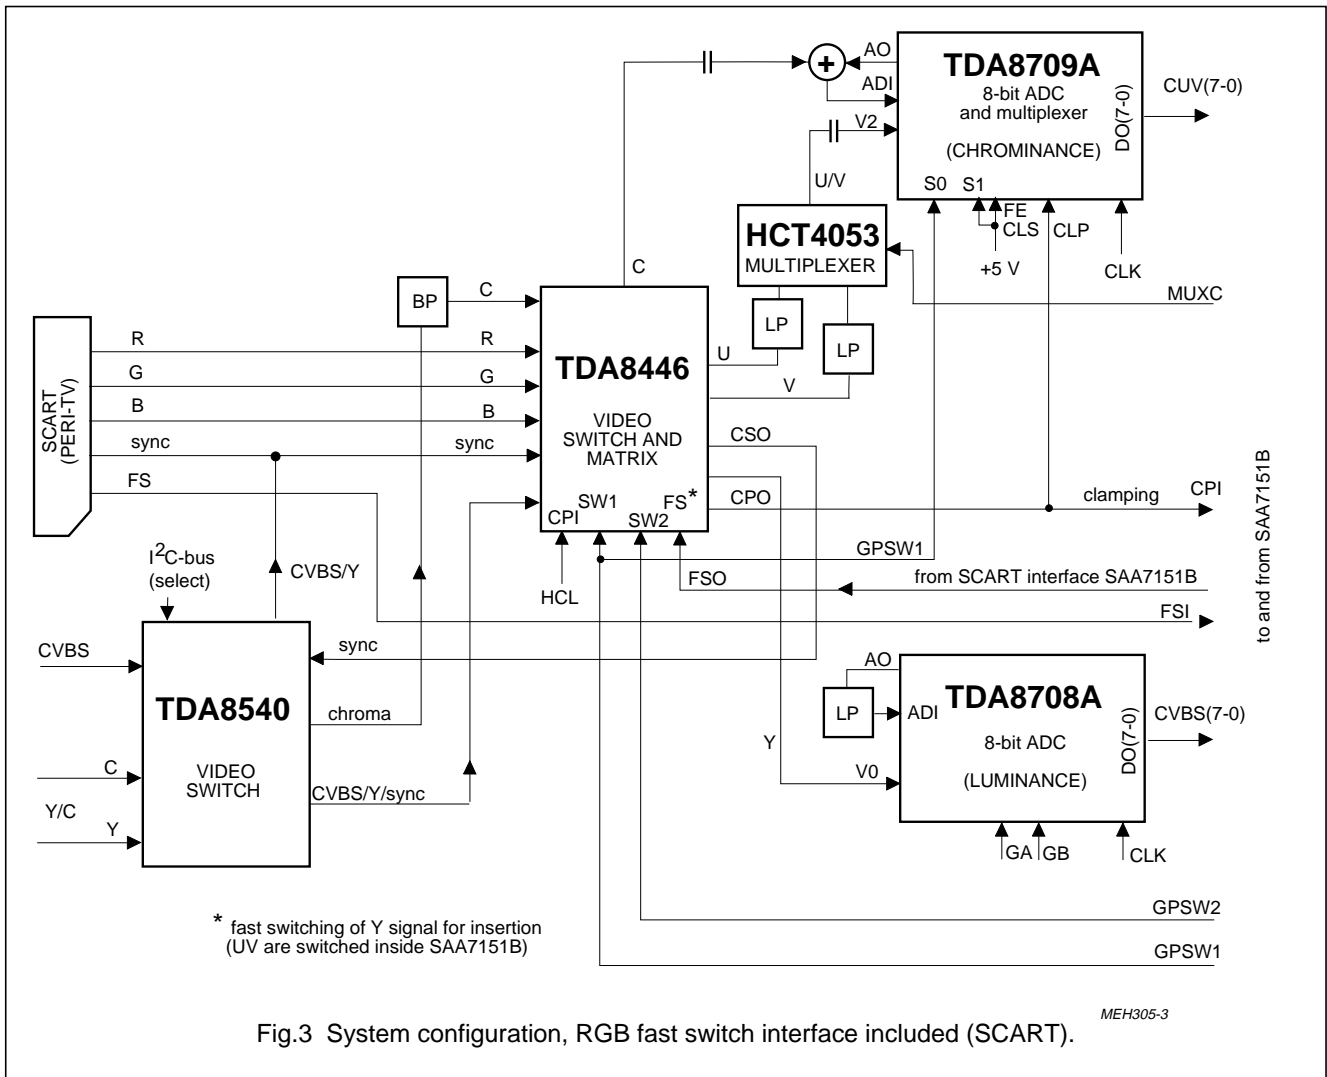 AO
TDA8709A
ADI
8-bit ADC
and multiplexer
(CHROMINANCE)
DO(7-0)
CUV(7-0)
V2
U/V
S0
S1
FE
CLS
CLP
+5 V
CLK
HCT4053
MULTIPLEXER
MUXC
C
BP
C
LP
LP
SCART
(PERI-TV)
R
R
G
G
B
B
sync
sync
FS
TDA8446
VIDEO
SWITCH AND
MATRIX
U
V
CSO
CPO
CPI
SW1
SW2
FS*
clamping
CPI
GPSW1
HCL
FSO
from SCART interface SAA7151B
FSI
to and from SAA7151B
I²C-bus
(select)
CVBS/Y
CVBS
sync
TDA8540
chroma
VIDEO
SWITCH
C
Y/C
Y
CVBS/Y/sync
AO
LP
ADI
TDA8708A
8-bit ADC
(LUMINANCE)
DO(7-0)
CVBS(7-0)
Y
V0
GA
GB
CLK
GPSW2
GPSW1
* fast switching of Y signal for insertion
(UV are switched inside SAA7151B)
MEH305-3
Fig.3 System configuration, RGB fast switch interface included (SCART).